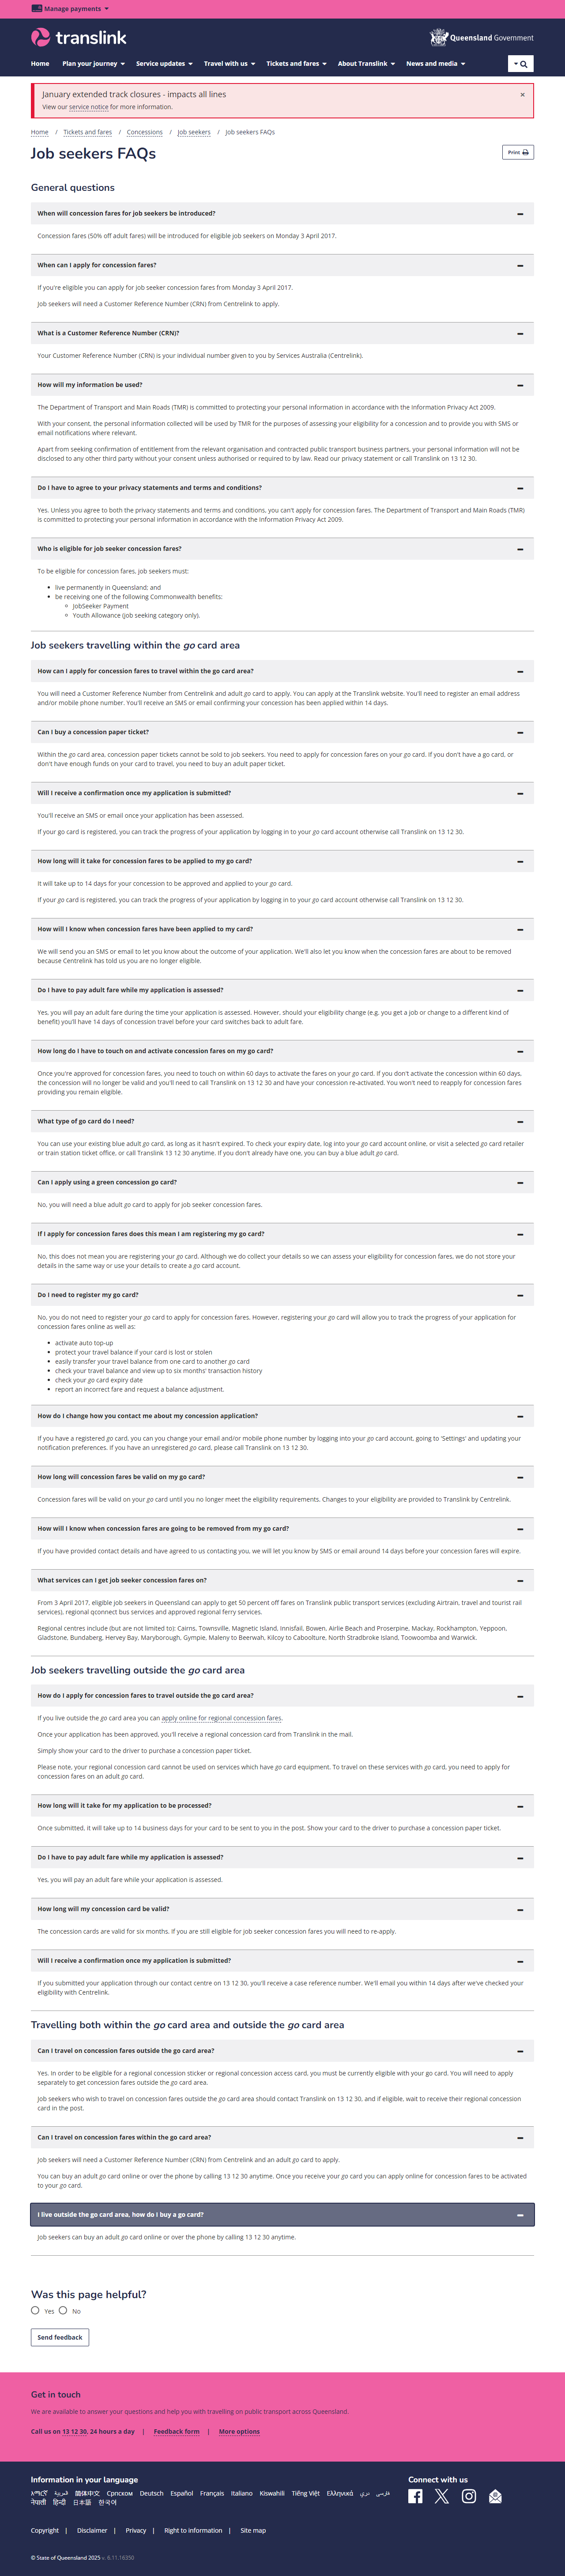 Manage payments
translink
Queensland Government
Home Plan your journey Service updates Travel with us Tickets and fares About Translink News and media
January extended track closures - impacts all lines
×
View our service notice for more information.
Home / Tickets and fares / Concessions / Job seekers / Job seekers FAQs
Job seekers FAQs
Print
General questions
When will concession fares for job seekers be introduced?
Concession fares (50% off adult fares) will be introduced for eligible job seekers on Monday 3 April 2017.
When can I apply for concession fares?
If you're eligible you can apply for job seeker concession fares from Monday 3 April 2017.
Job seekers will need a Customer Reference Number (CRN) from Centrelink to apply.
What is a Customer Reference Number (CRN)?
Your Customer Reference Number (CRN) is your individual number given to you by Services Australia (Centrelink).
How will my information be used?
The Department of Transport and Main Roads (TMR) is committed to protecting your personal information in accordance with the Information Privacy Act 2009.
With your consent, the personal information collected will be used by TMR for the purposes of assessing your eligibility for a concession and to provide you with SMS or
email notifications where relevant.
Apart from seeking confirmation of entitlement from the relevant organisation and contracted public transport business partners, your personal information will not be
disclosed to any other third party without your consent unless authorised or required to by law. Read our privacy statement or call Translink on 13 12 30.
Do I have to agree to your privacy statements and terms and conditions?
Yes. Unless you agree to both the privacy statements and terms and conditions, you can't apply for concession fares. The Department of Transport and Main Roads (TMR)
is committed to protecting your personal information in accordance with the Information Privacy Act 2009.
Who is eligible for job seeker concession fares?
To be eligible for concession fares, job seekers must:
live permanently in Queensland; and
be receiving one of the following Commonwealth benefits:
JobSeeker Payment
Youth Allowance (job seeking category only).
Job seekers travelling within the go card area
How can I apply for concession fares to travel within the go card area?
You will need a Customer Reference Number from Centrelink and adult go card to apply. You can apply at the Translink website. You'll need to register an email address
and/or mobile phone number. You'll receive an SMS or email confirming your concession has been applied within 14 days.
Can I buy a concession paper ticket?
Within the go card area, concession paper tickets cannot be sold to job seekers. You need to apply for concession fares on your go card. If you don't have a go card, or
don't have enough funds on your card to travel, you need to buy an adult paper ticket.
Will I receive a confirmation once my application is submitted?
You'll receive an SMS or email once your application has been assessed.
If your go card is registered, you can track the progress of your application by logging in to your go card account otherwise call Translink on 13 12 30.
How long will it take for concession fares to be applied to my go card?
It will take up to 14 days for your concession to be approved and applied to your go card.
If your go card is registered, you can track the progress of your application by logging in to your go card account otherwise call Translink on 13 12 30.
How will I know when concession fares have been applied to my card?
We will send you an SMS or email to let you know about the outcome of your application. We'll also let you know when the concession fares are about to be removed
because Centrelink has told us you are no longer eligible.
Do I have to pay adult fare while my application is assessed?
Yes, you will pay an adult fare during the time your application is assessed. However, should your eligibility change (e.g. you get a job or change to a different kind of
benefit) you'll have 14 days of concession travel before your card switches back to adult fare.
How long do I have to touch on and activate concession fares on my go card?
Once you're approved for concession fares, you need to touch on within 60 days to activate the fares on your go card. If you don't activate the concession within 60 days,
the concession will no longer be valid and you'll need to call Translink on 13 12 30 and have your concession re-activated. You won't need to reapply for concession fares
providing you remain eligible.
What type of go card do I need?
You can use your existing blue adult go card, as long as it hasn't expired. To check your expiry date, log into your go card account online, or visit a selected go card retailer
or train station ticket office, or call Translink 13 12 30 anytime. If you don't already have one, you can buy a blue adult go card.
Can I apply using a green concession go card?
No, you will need a blue adult go card to apply for job seeker concession fares.
If I apply for concession fares does this mean I am registering my go card?
No, this does not mean you are registering your go card. Although we do collect your details so we can assess your eligibility for concession fares, we do not store your
details in the same way or use your details to create a go card account.
Do I need to register my go card?
No, you do not need to register your go card to apply for concession fares. However, registering your go card will allow you to track the progress of your application for
concession fares online as well as:
activate auto top-up
protect your travel balance if your card is lost or stolen
easily transfer your travel balance from one card to another go card
check your travel balance and view up to six months' transaction history
check your go card expiry date
report an incorrect fare and request a balance adjustment.
How do I change how you contact me about my concession application?
If you have a registered go card, you can you change your email and/or mobile phone number by logging into your go card account, going to 'Settings' and updating your
notification preferences. If you have an unregistered go card, please call Translink on 13 12 30.
How long will concession fares be valid on my go card?
Concession fares will be valid on your go card until you no longer meet the eligibility requirements. Changes to your eligibility are provided to Translink by Centrelink.
How will I know when concession fares are going to be removed from my go card?
If you have provided contact details and have agreed to us contacting you, we will let you know by SMS or email around 14 days before your concession fares will expire.
What services can I get job seeker concession fares on?
From 3 April 2017, eligible job seekers in Queensland can apply to get 50 percent off fares on Translink public transport services (excluding Airtrain, travel and tourist rail
services), regional qconnect bus services and approved regional ferry services.
Regional centres include (but are not limited to): Cairns, Townsville, Magnetic Island, Innisfail, Bowen, Airlie Beach and Proserpine, Mackay, Rockhampton, Yeppoon,
Gladstone, Bundaberg, Hervey Bay, Maryborough, Gympie, Maleny to Beerwah, Kilcoy to Caboolture, North Stradbroke Island, Toowoomba and Warwick.
Job seekers travelling outside the go card area
How do I apply for concession fares to travel outside the go card area?
If you live outside the go card area you can apply online for regional concession fares.
Once your application has been approved, you'll receive a regional concession card from Translink in the mail.
Simply show your card to the driver to purchase a concession paper ticket.
Please note, your regional concession card cannot be used on services which have go card equipment. To travel on these services with go card, you need to apply for
concession fares on an adult go card.
How long will it take for my application to be processed?
Once submitted, it will take up to 14 business days for your card to be sent to you in the post. Show your card to the driver to purchase a concession paper ticket.
Do I have to pay adult fare while my application is assessed?
Yes, you will pay an adult fare while your application is assessed.
How long will my concession card be valid?
The concession cards are valid for six months. If you are still eligible for job seeker concession fares you will need to re-apply.
Will I receive a confirmation once my application is submitted?
If you submitted your application through our contact centre on 13 12 30, you'll receive a case reference number. We'll email you within 14 days after we've checked your
eligibility with Centrelink.
Travelling both within the go card area and outside the go card area
Can I travel on concession fares outside the go card area?
Yes. In order to be eligible for a regional concession sticker or regional concession access card, you must be currently eligible with your go card. You will need to apply
separately to get concession fares outside the go card area.
Job seekers who wish to travel on concession fares outside the go card area should contact Translink on 13 12 30, and if eligible, wait to receive their regional concession
card in the post.
Can I travel on concession fares within the go card area?
Job seekers will need a Customer Reference Number (CRN) from Centrelink and an adult go card to apply.
You can buy an adult go card online or over the phone by calling 13 12 30 anytime. Once you receive your go card you can apply online for concession fares to be activated
to your go card.
I live outside the go card area, how do I buy a go card?
Job seekers can buy an adult go card online or over the phone by calling 13 12 30 anytime.
Was this page helpful?
Yes No
Send feedback
Get in touch
We are available to answer your questions and help you with travelling on public transport across Queensland.
Call us on 13 12 30, 24 hours a day | Feedback form | More options
Information in your language
Connect with us
አማርኛ العربية 简体中文 Српском Deutsch Español Français Italiano Kiswahili Tiếng Việt Ελληνικά دری فارسی
नेपाली हिन्दी 日本語 한국어
Copyright | Disclaimer | Privacy | Right to information | Site map
© State of Queensland 2025 v. 6.11.16350